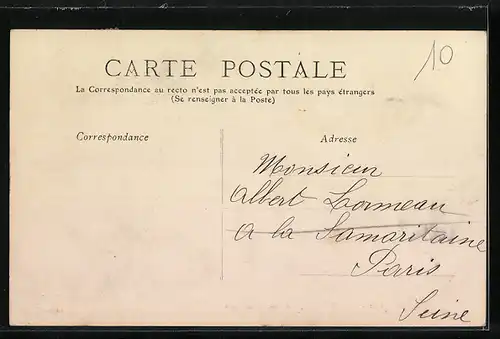 10
CARTE POSTALE
La Correspondance au recto n'est pas acceptée par tous les pays étrangers
(Se renseigner à la Poste)
Correspondance
Adresse
Monsieur
Albert Lormeau
A la Samaritaine
Paris
Seine